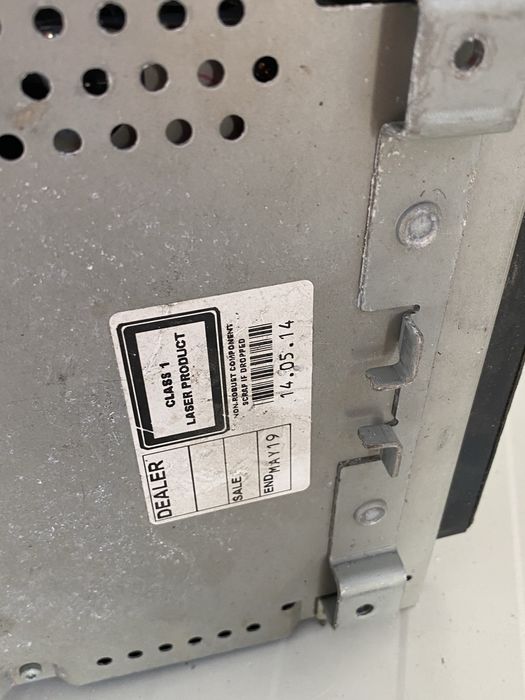 CLASS 1
LASER PRODUCT
NON-ROBUST COMPONENT
SCRAP IF DROPPED
14.05.14
DEALER
SALE
END MAY19